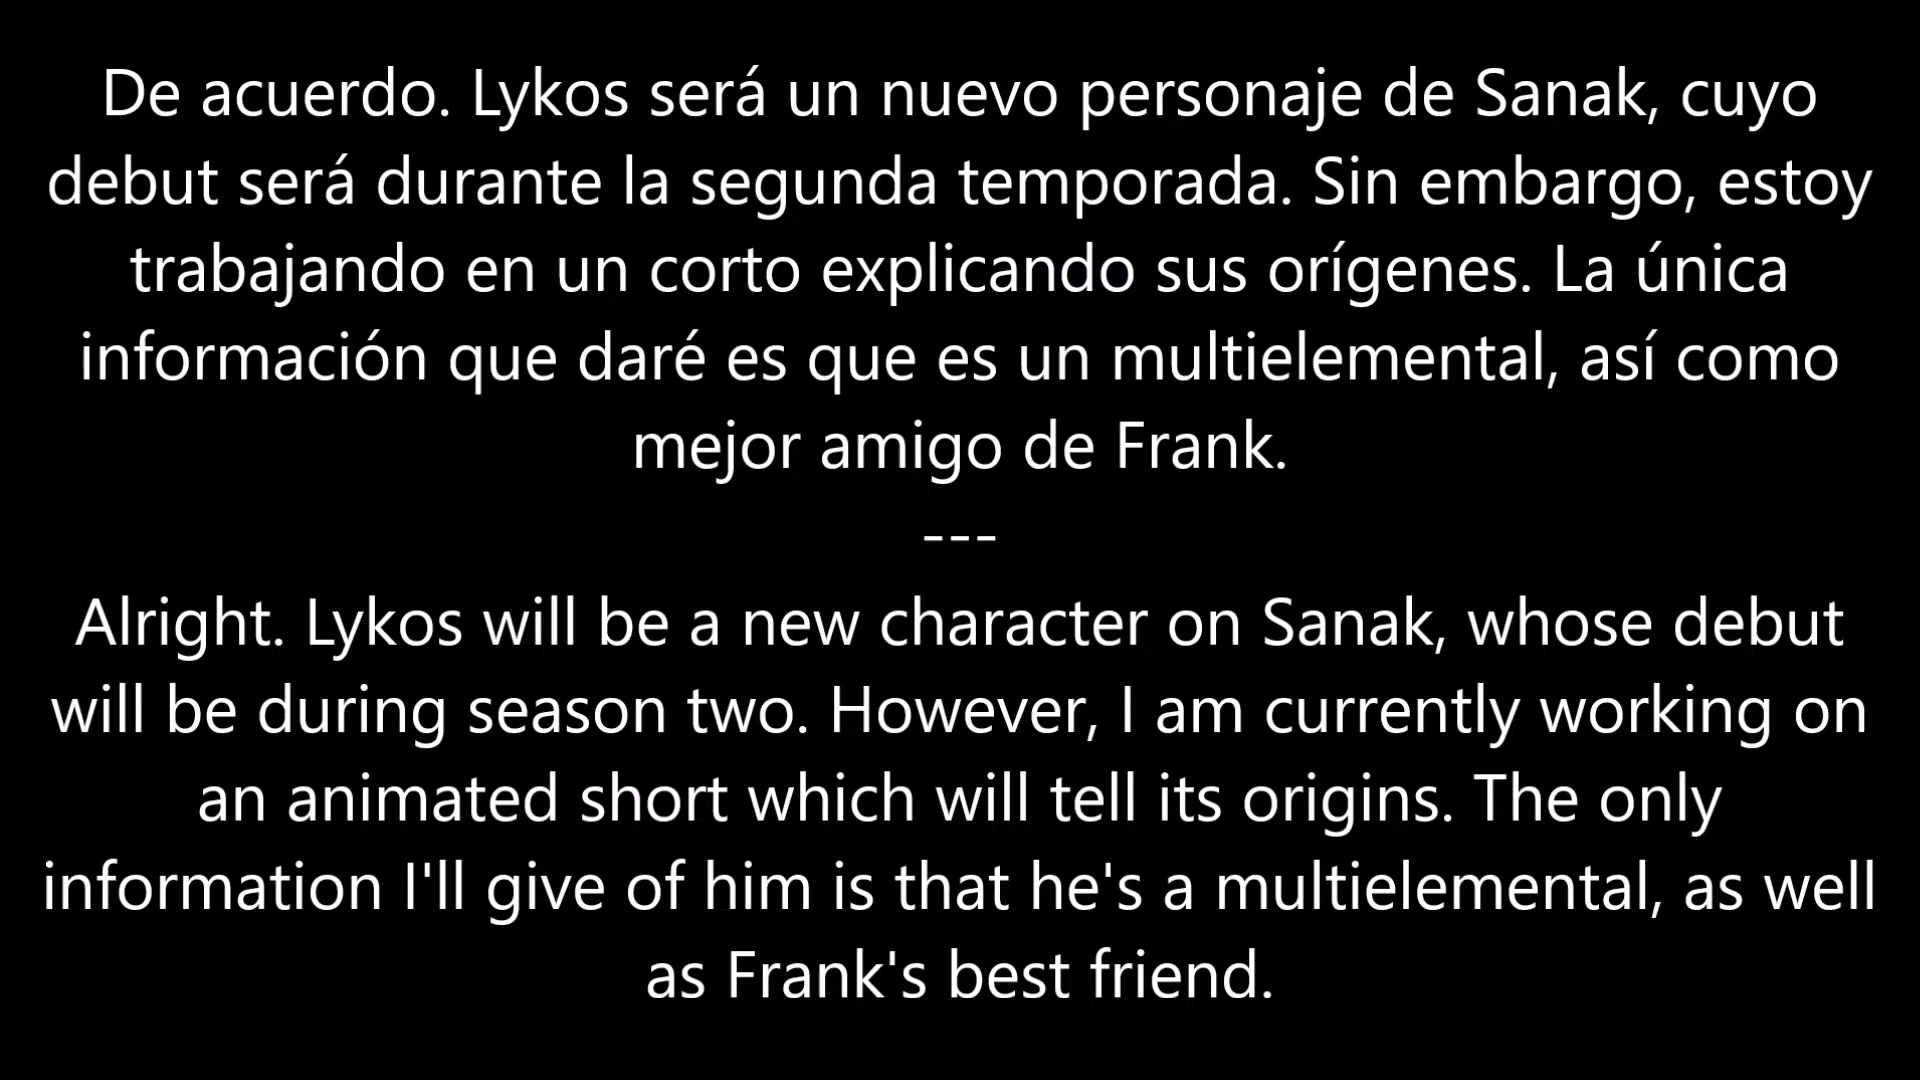 De acuerdo. Lykos será un nuevo personaje de Sanak, cuyo
debut será durante la segunda temporada. Sin embargo, estoy
trabajando en un corto explicando sus orígenes. La única
información que daré es que es un multielemental, así como
mejor amigo de Frank.
---
Alright. Lykos will be a new character on Sanak, whose debut
will be during season two. However, I am currently working on
an animated short which will tell its origins. The only
information I'll give of him is that he's a multielemental, as well
as Frank's best friend.